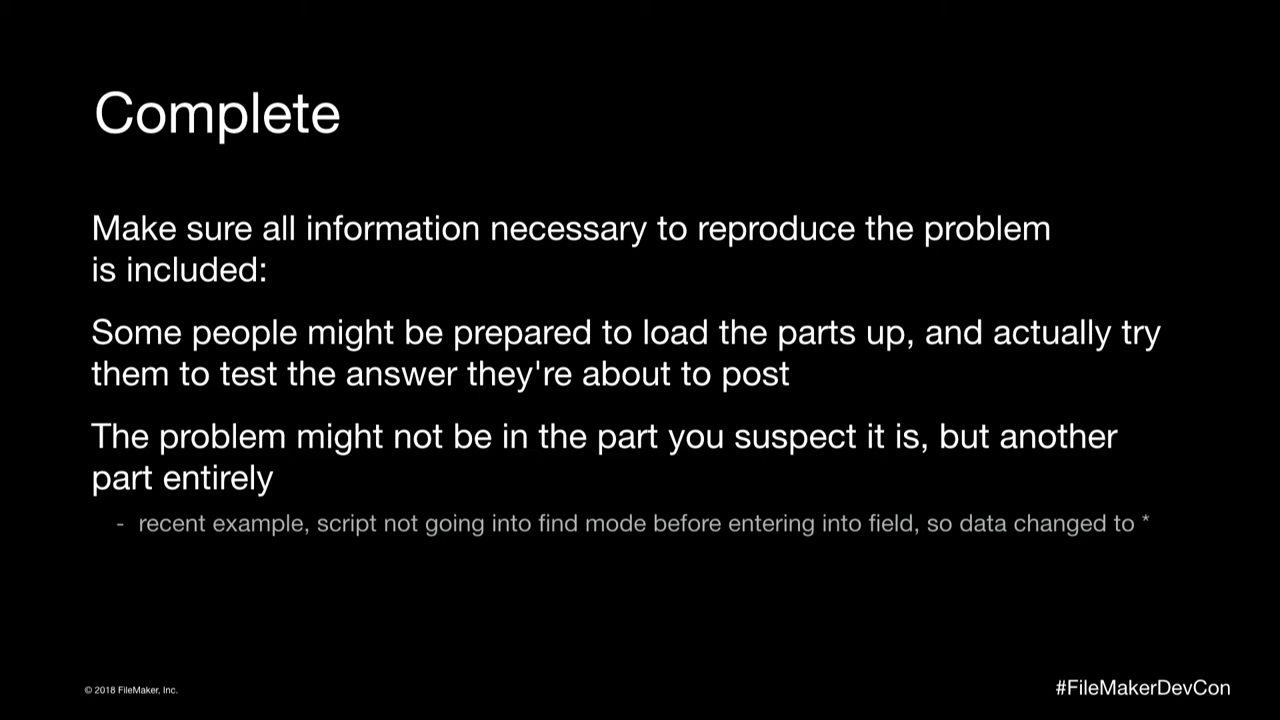 Complete
Make sure all information necessary to reproduce the problem
is included:
Some people might be prepared to load the parts up, and actually try
them to test the answer they're about to post
The problem might not be in the part you suspect it is, but another
part entirely
- recent example, script not going into find mode before entering into field, so data changed to *
© 2018 FileMaker, Inc.
#FileMakerDevCon